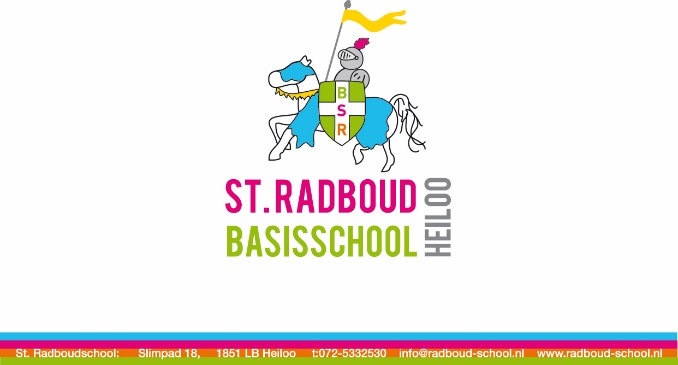 B
S
R
ST. RADBOUD
BASISSCHOOL
HEILOO
St. Radboudschool: Slimpad 18, 1851 LB Heiloo t:072-5332530 info@radboud-school.nl www.radboud-school.nl